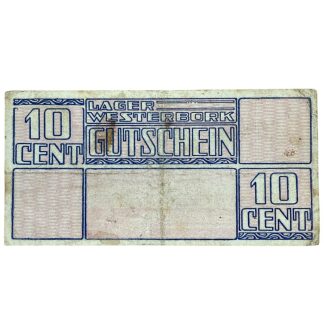 10
CENT
LAGER
WESTERBORK
GUTSCHEIN
10
CENT